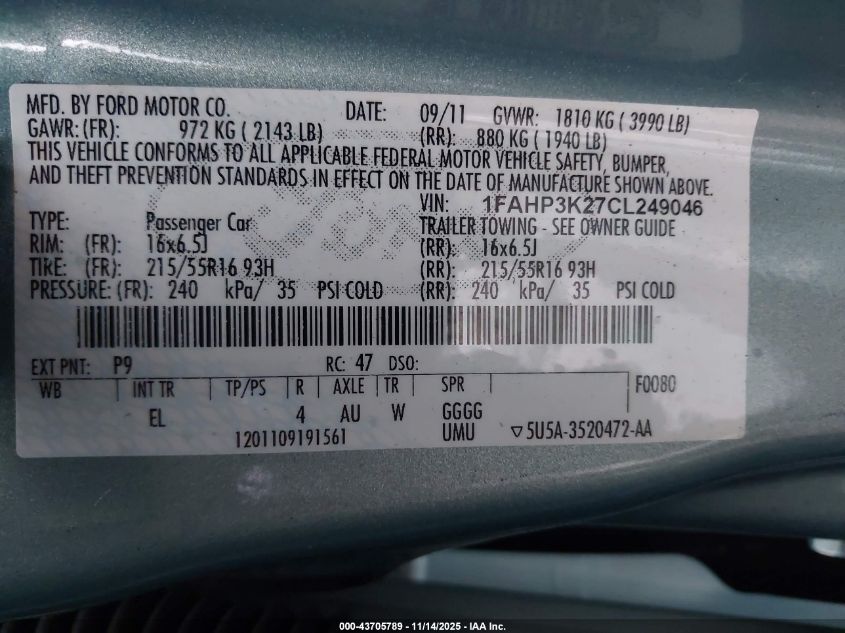 MFD. BY FORD MOTOR CO. DATE: 09/11 GVWR: 1810 KG ( 3990 LB)
GAWR: (FR): 972 KG ( 2143 LB) (RR): 880 KG ( 1940 LB)
THIS VEHICLE CONFORMS TO ALL APPLICABLE FEDERAL MOTOR VEHICLE SAFETY, BUMPER,
AND THEFT PREVENTION STANDARDS IN EFFECT ON THE DATE OF MANUFACTURE SHOWN ABOVE.
VIN: 1FAHP3K27CL249046
TYPE: Passenger Car TRAILER TOWING - SEE OWNER GUIDE
RIM: (FR): 16x6.5J (RR): 16x6.5J
TIRE: (FR): 215/55R16 93H (RR): 215/55R16 93H
PRESSURE: (FR): 240 kPa/ 35 PSI COLD (RR): 240 kPa/ 35 PSI COLD
EXT PNT: P9 RC: 47 DSO:
WB INT TR TP/PS R AXLE TR SPR F0080
EL 4 AU W GGGG
1201109191561 UMU ▽5U5A-3520472-AA
000-43705789 - 11/14/2025 - IAA Inc.